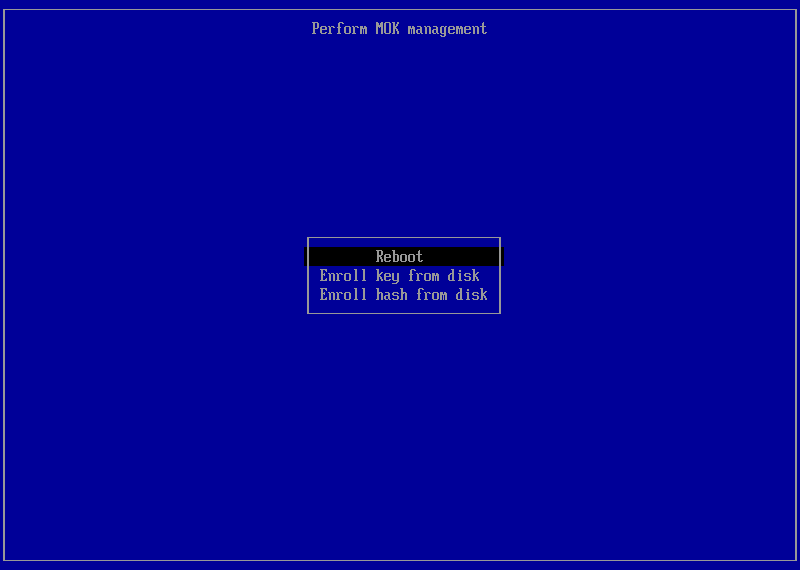 Perform MOK management
Reboot
Enroll key from disk
Enroll hash from disk